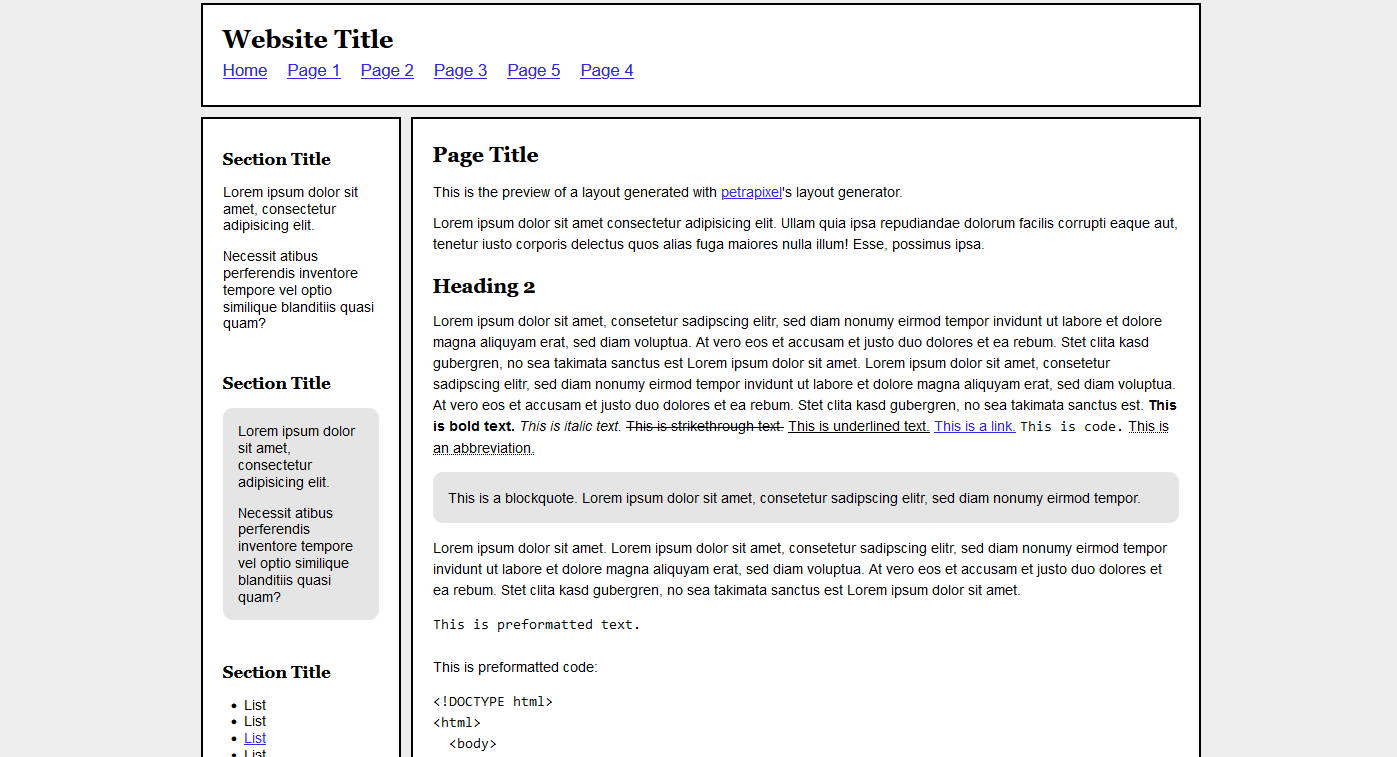 Website Title
Home Page 1 Page 2 Page 3 Page 5 Page 4
Section Title
Lorem ipsum dolor sit
amet, consectetur
adipisicing elit.
Necessit atibus
perferendis inventore
tempore vel optio
similique blanditiis quasi
quam?
Section Title
Lorem ipsum dolor
sit amet,
consectetur
adipisicing elit.
Necessit atibus
perferendis
inventore tempore
vel optio similique
blanditiis quasi
quam?
Section Title
List
List
List
List
Page Title
This is the preview of a layout generated with petrapixel's layout generator.
Lorem ipsum dolor sit amet consectetur adipisicing elit. Ullam quia ipsa repudiandae dolorum facilis corrupti eaque aut,
tenetur iusto corporis delectus quos alias fuga maiores nulla illum! Esse, possimus ipsa.
Heading 2
Lorem ipsum dolor sit amet, consetetur sadipscing elitr, sed diam nonumy eirmod tempor invidunt ut labore et dolore
magna aliquyam erat, sed diam voluptua. At vero eos et accusam et justo duo dolores et ea rebum. Stet clita kasd
gubergren, no sea takimata sanctus est Lorem ipsum dolor sit amet. Lorem ipsum dolor sit amet, consetetur
sadipscing elitr, sed diam nonumy eirmod tempor invidunt ut labore et dolore magna aliquyam erat, sed diam voluptua.
At vero eos et accusam et justo duo dolores et ea rebum. Stet clita kasd gubergren, no sea takimata sanctus est. This
is bold text. This is italic text. This is strikethrough text. This is underlined text. This is a link. This is code. This is
an abbreviation.
This is a blockquote. Lorem ipsum dolor sit amet, consetetur sadipscing elitr, sed diam nonumy eirmod tempor.
Lorem ipsum dolor sit amet. Lorem ipsum dolor sit amet, consetetur sadipscing elitr, sed diam nonumy eirmod tempor
invidunt ut labore et dolore magna aliquyam erat, sed diam voluptua. At vero eos et accusam et justo duo dolores et
ea rebum. Stet clita kasd gubergren, no sea takimata sanctus est Lorem ipsum dolor sit amet.
This is preformatted text.
This is preformatted code:
<!DOCTYPE html>
<html>
<body>